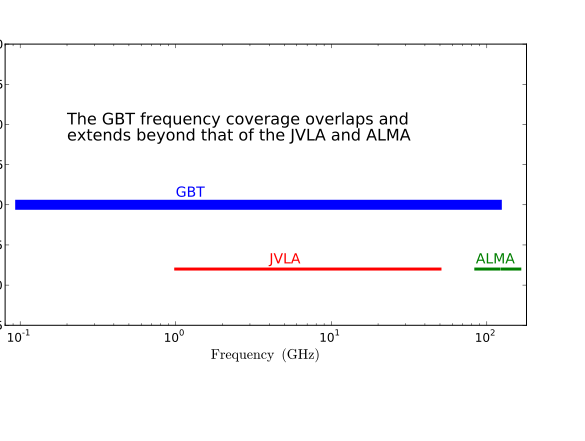 The GBT frequency coverage overlaps and
extends beyond that of the JVLA and ALMA
GBT
JVLA
ALMA
10^-1 10^0 10^1 10^2
Frequency (GHz)